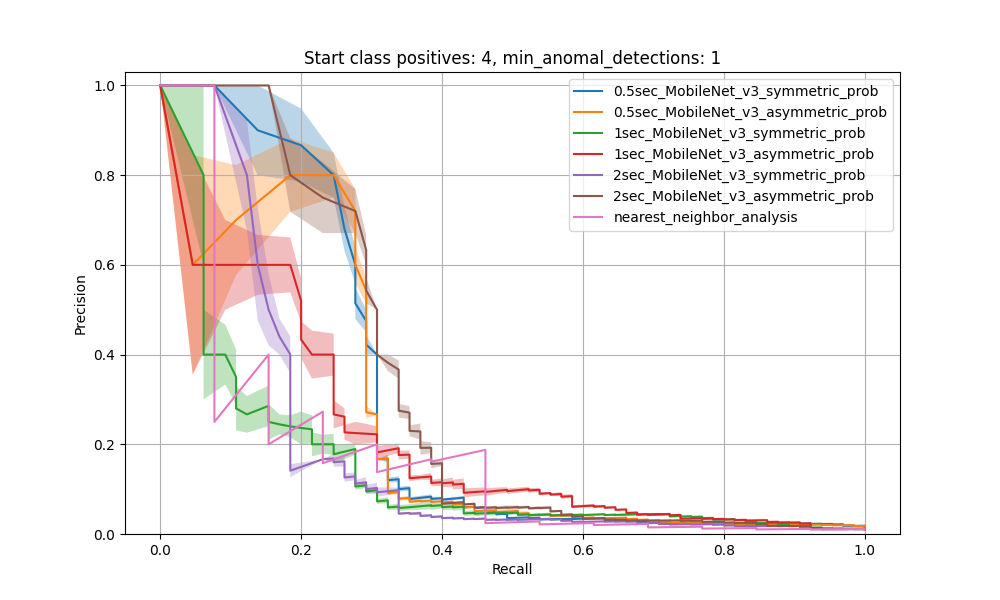 Start class positives: 4, min_anomal_detections: 1
0.5sec_MobileNet_v3_symmetric_prob
0.5sec_MobileNet_v3_asymmetric_prob
1sec_MobileNet_v3_symmetric_prob
1sec_MobileNet_v3_asymmetric_prob
2sec_MobileNet_v3_symmetric_prob
2sec_MobileNet_v3_asymmetric_prob
nearest_neighbor_analysis
Precision
1.0
0.8
0.6
0.4
0.2
0.0
0.0 0.2 0.4 0.6 0.8 1.0
Recall